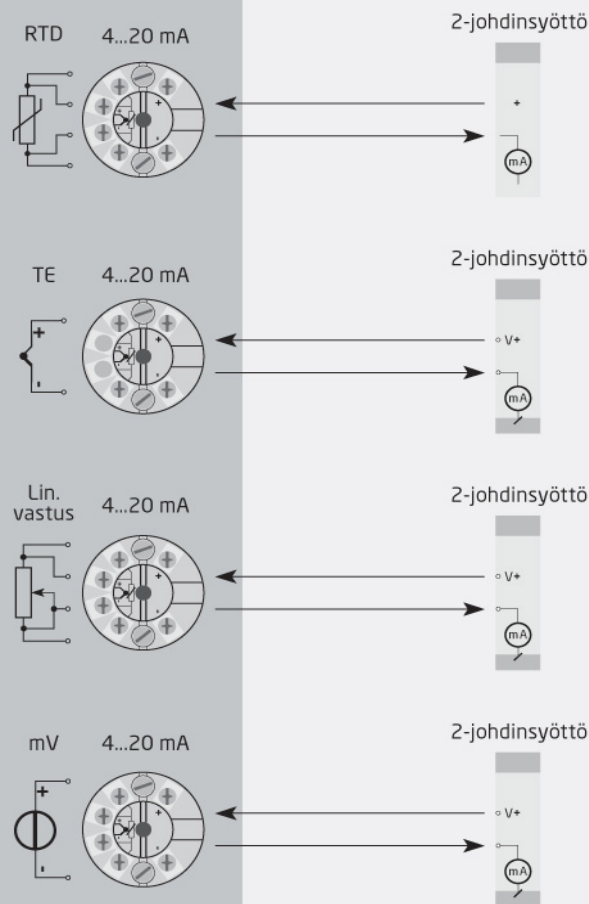 2-johdinsyöttö
RTD 4...20 mA
+
+
-
mA
2-johdinsyöttö
TE 4...20 mA
+
+
V+
-
-
mA
2-johdinsyöttö
Lin.
vastus 4...20 mA
+
V+
-
mA
2-johdinsyöttö
mV 4...20 mA
+
+
V+
-
-
mA